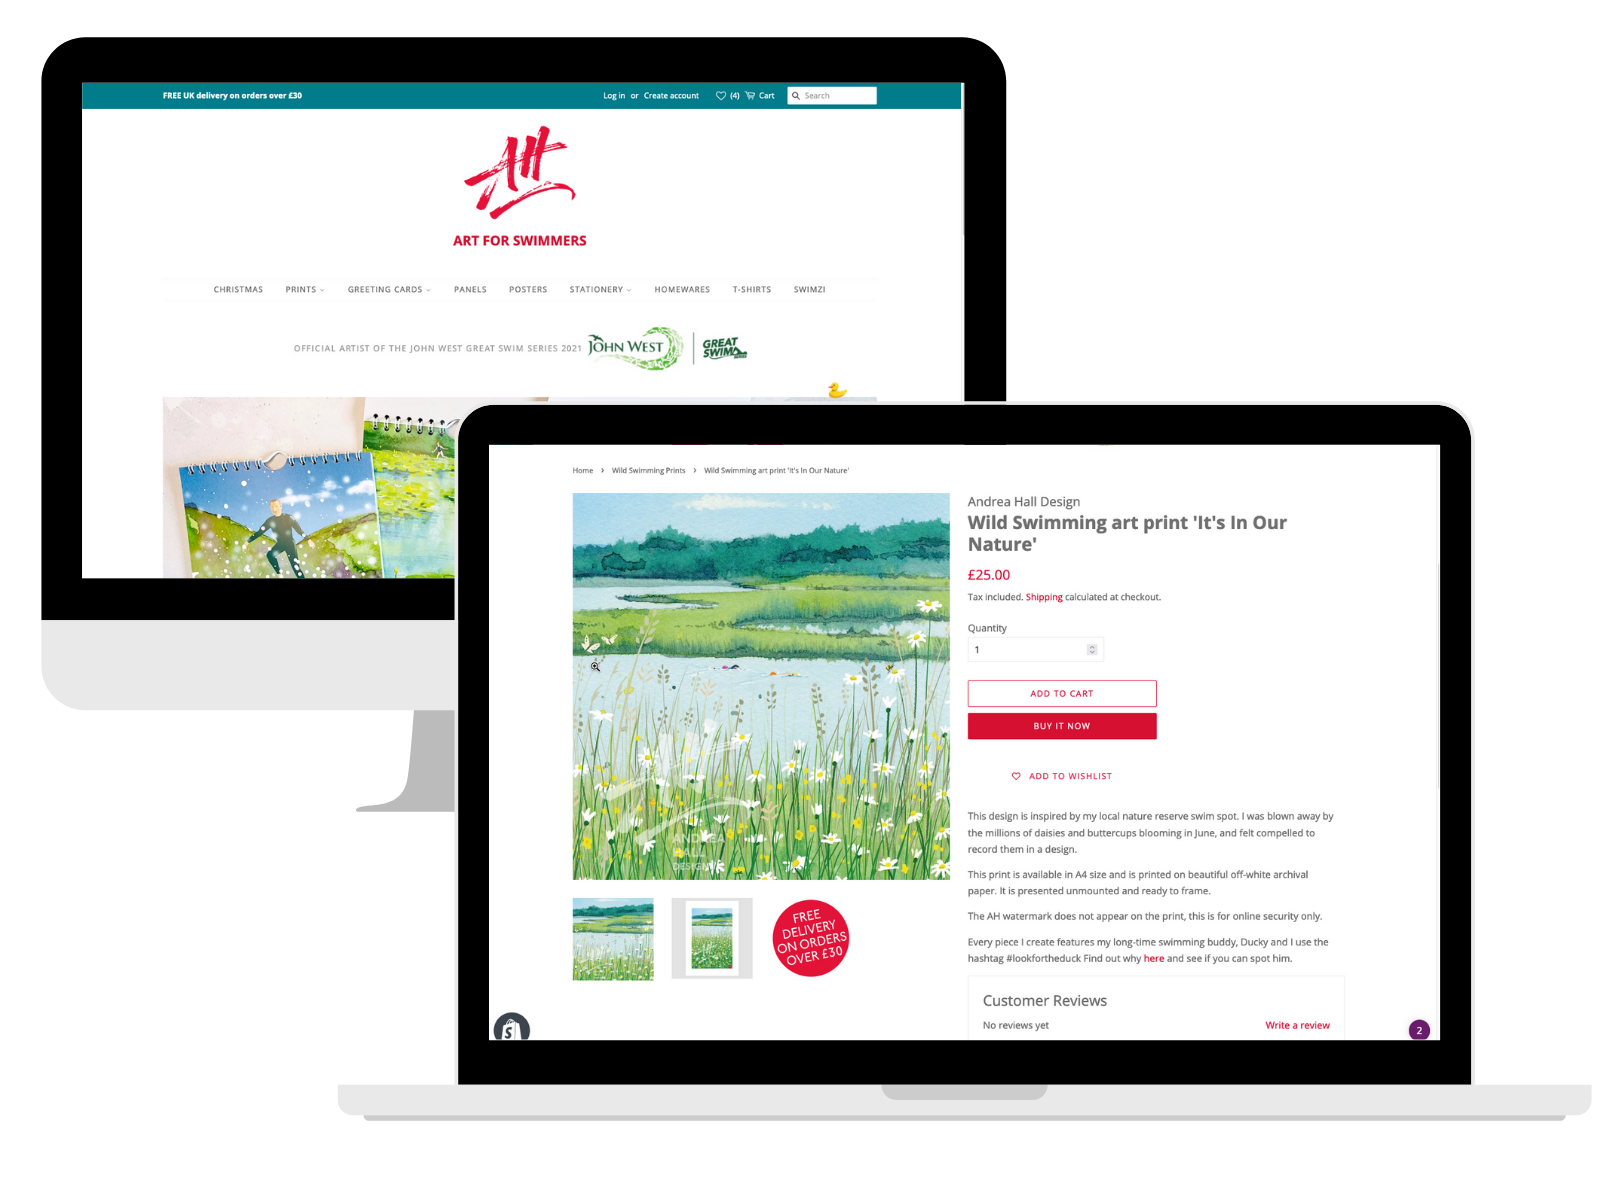 FREE UK delivery on orders over £30
Log in or Create account
(4) Cart
Search
AH
ART FOR SWIMMERS
CHRISTMAS PRINTS GREETING CARDS PANELS POSTERS STATIONERY HOMEWARES T-SHIRTS SWIMZI
OFFICIAL ARTIST OF THE JOHN WEST GREAT SWIM SERIES 2021
JOHN WEST
GREAT
SWIM
Home > Wild Swimming Prints > Wild Swimming art print 'It's In Our Nature'
ANDREA
HALL
DESIGN
FREE
DELIVERY
ON ORDERS
OVER £30
Andrea Hall Design
Wild Swimming art print 'It's In Our
Nature'
£25.00
Tax included. Shipping calculated at checkout.
Quantity
1
ADD TO CART
BUY IT NOW
ADD TO WISHLIST
This design is inspired by my local nature reserve swim spot. I was blown away by
the millions of daisies and buttercups blooming in June, and felt compelled to
record them in a design.
This print is available in A4 size and is printed on beautiful off-white archival
paper. It is presented unmounted and ready to frame.
The AH watermark does not appear on the print, this is for online security only.
Every piece I create features my long-time swimming buddy, Ducky and I use the
hashtag #lookfortheduck Find out why here and see if you can spot him.
Customer Reviews
No reviews yet
Write a review
2